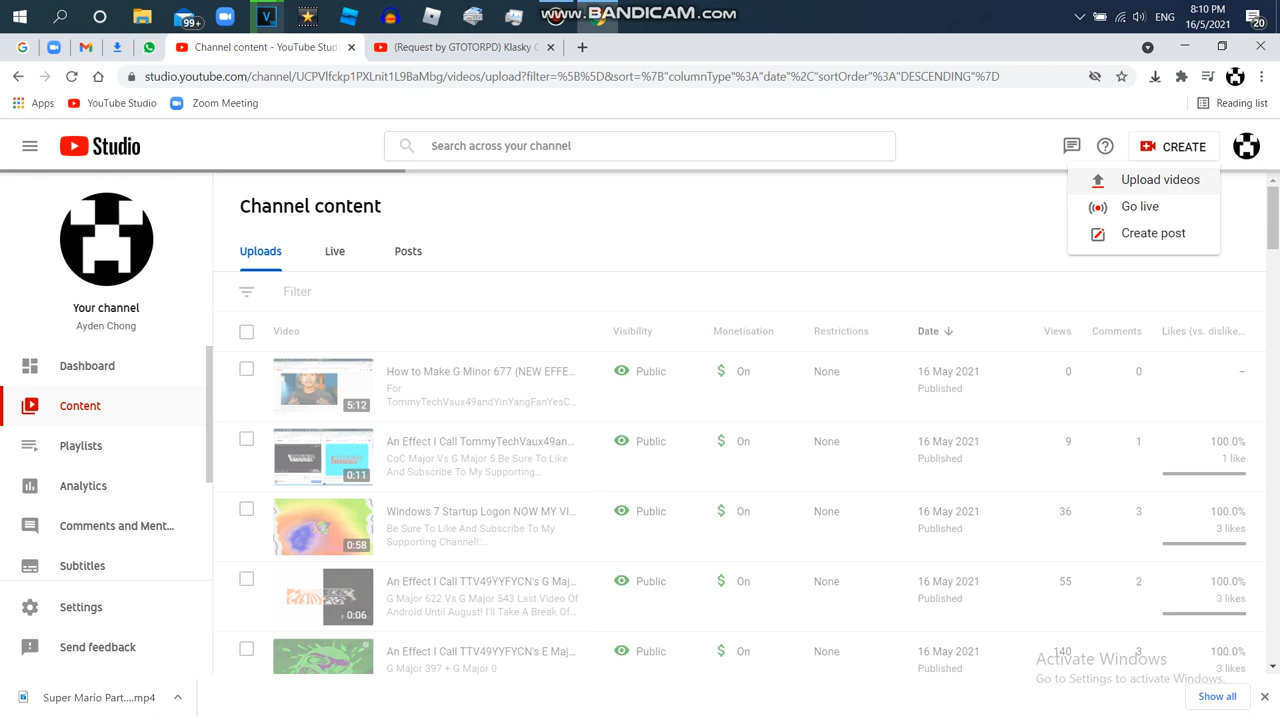 www.BANDICAM.com
99+
ENG
8:10 PM
16/5/2021
20
Channel content - YouTube Studi
(Request by GTOTORPD) Klasky C
studio.youtube.com/channel/UCPVlfckp1PXLnit1L9BaMbg/videos/upload?filter=%5B%5D&sort=%7B"columnType"%3A"date"%2C"sortOrder"%3A"DESCENDING"%7D
Apps
YouTube Studio
Zoom Meeting
Reading list
Studio
Search across your channel
CREATE
Upload videos
Go live
Create post
Your channel
Ayden Chong
Dashboard
Content
Playlists
Analytics
Comments and Ment...
Subtitles
Settings
Send feedback
Channel content
Uploads Live Posts
Filter
Video Visibility Monetisation Restrictions Date Views Comments Likes (vs. dislike...
How to Make G Minor 677 (NEW EFFE... Public On None 16 May 2021 0 0 –
For Published
TommyTechVaux49andYinYangFanYesC...
5:12
An Effect I Call TommyTechVaux49an... Public On None 16 May 2021 9 1 100.0%
CoC Major Vs G Major 5 Be Sure To Like Published 1 like
And Subscribe To My Supporting...
0:11
Windows 7 Startup Logon NOW MY VI... Public On None 16 May 2021 36 3 100.0%
Be Sure To Like And Subscribe To My Published 3 likes
Supporting Channel!:...
0:58
An Effect I Call TTV49YYFYCN's G Maj... Public On None 16 May 2021 55 2 100.0%
G Major 622 Vs G Major 543 Last Video Of Published 3 likes
Android Until August! I'll Take A Break Of...
0:06
An Effect I Call TTV49YYFYCN's E Maj... Public On None 16 May 2021 140 3 100.0%
G Major 397 + G Major 0 Published 3 likes
Activate Windows
Go to Settings to activate Windows.
Super Mario Part....mp4
Show all